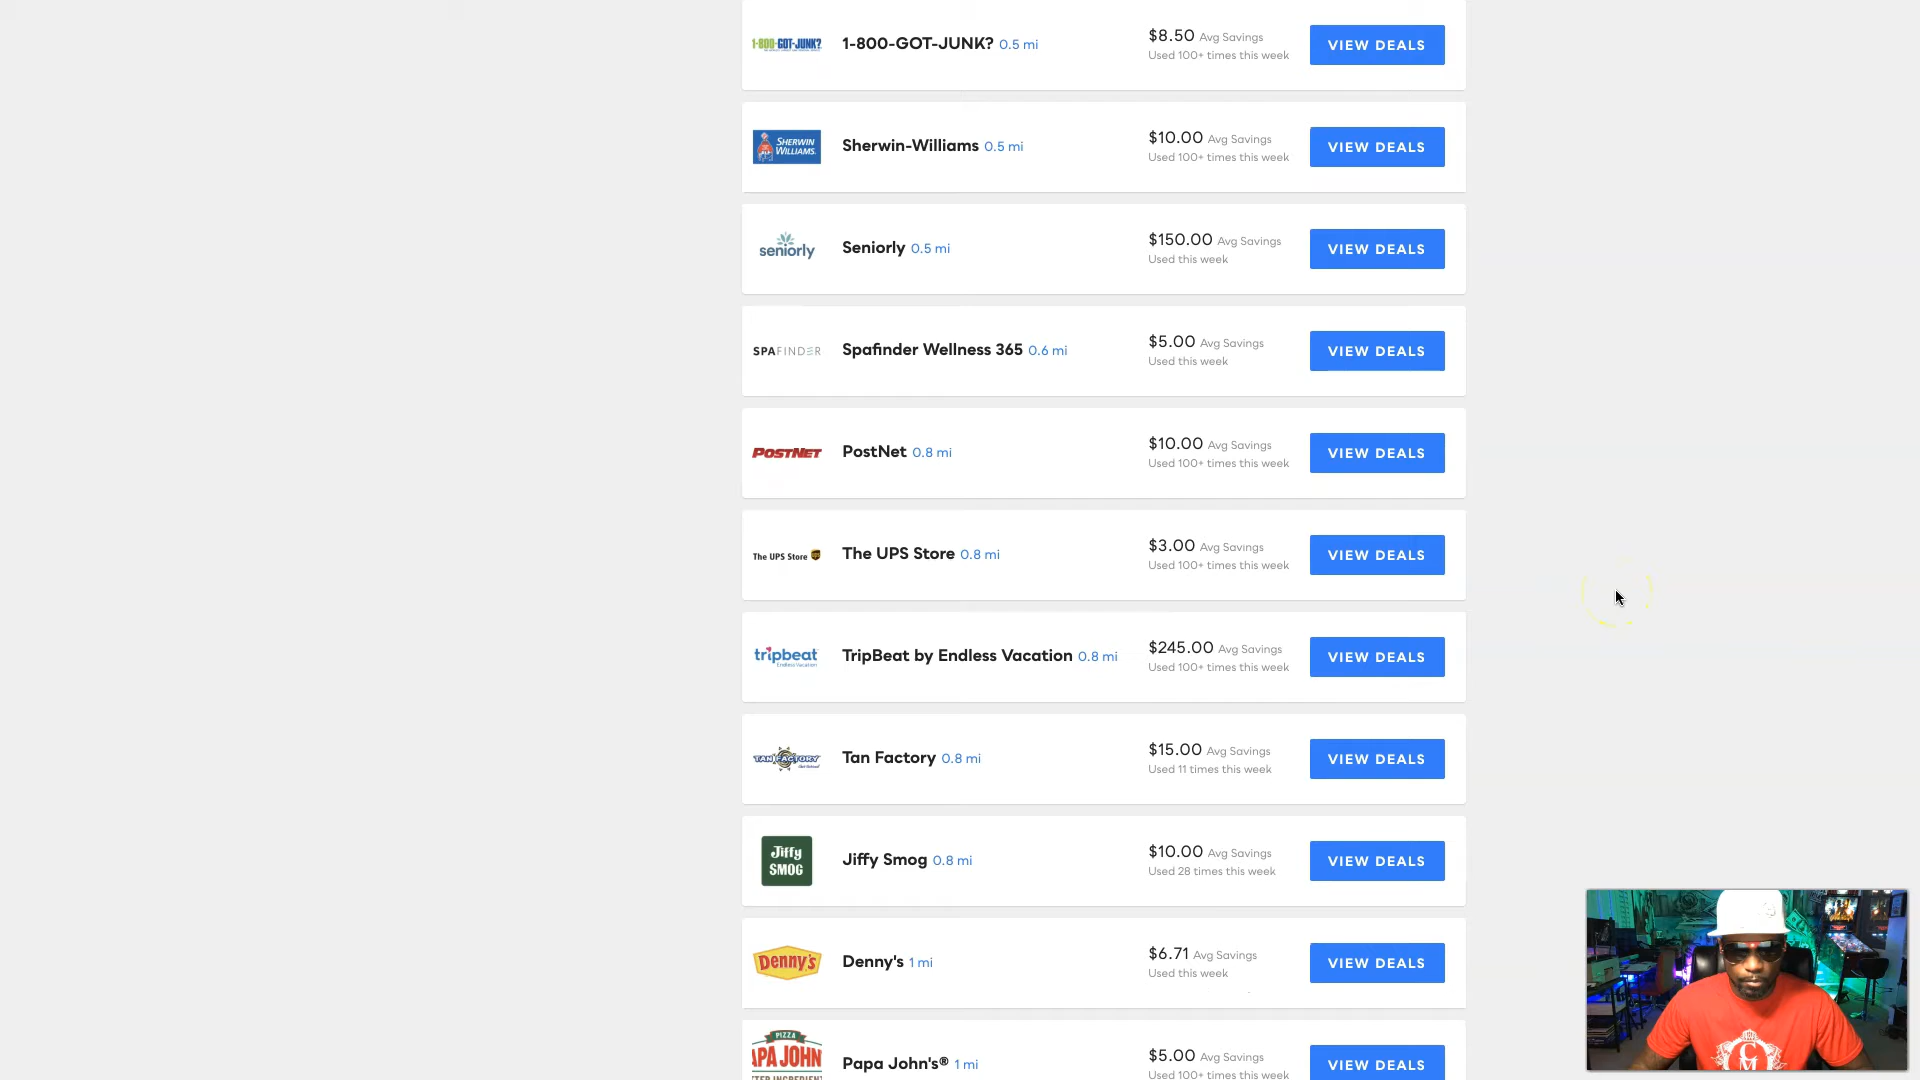 1-800-GOT-JUNK?
1-800-GOT-JUNK? 0.5 mi
$8.50 Avg Savings
Used 100+ times this week
VIEW DEALS
SHERWIN
WILLIAMS.
Sherwin-Williams 0.5 mi
$10.00 Avg Savings
Used 100+ times this week
VIEW DEALS
seniorly
Seniorly 0.5 mi
$150.00 Avg Savings
Used this week
VIEW DEALS
SPAFINDER
Spafinder Wellness 365 0.6 mi
$5.00 Avg Savings
Used this week
VIEW DEALS
POSTNET
PostNet 0.8 mi
$10.00 Avg Savings
Used 100+ times this week
VIEW DEALS
The UPS Store
The UPS Store 0.8 mi
$3.00 Avg Savings
Used 100+ times this week
VIEW DEALS
tripbeat
Endless Vacation
TripBeat by Endless Vacation 0.8 mi
$245.00 Avg Savings
Used 100+ times this week
VIEW DEALS
TAN FACTORY
Tan Factory 0.8 mi
$15.00 Avg Savings
Used 11 times this week
VIEW DEALS
Jiffy
SMOG
Jiffy Smog 0.8 mi
$10.00 Avg Savings
Used 28 times this week
VIEW DEALS
Denny's
Denny's 1 mi
$6.71 Avg Savings
Used this week
VIEW DEALS
PIZZA
PAPA JOHN
Papa John's® 1 mi
$5.00 Avg Savings
Used 100+ times this week
VIEW DEALS